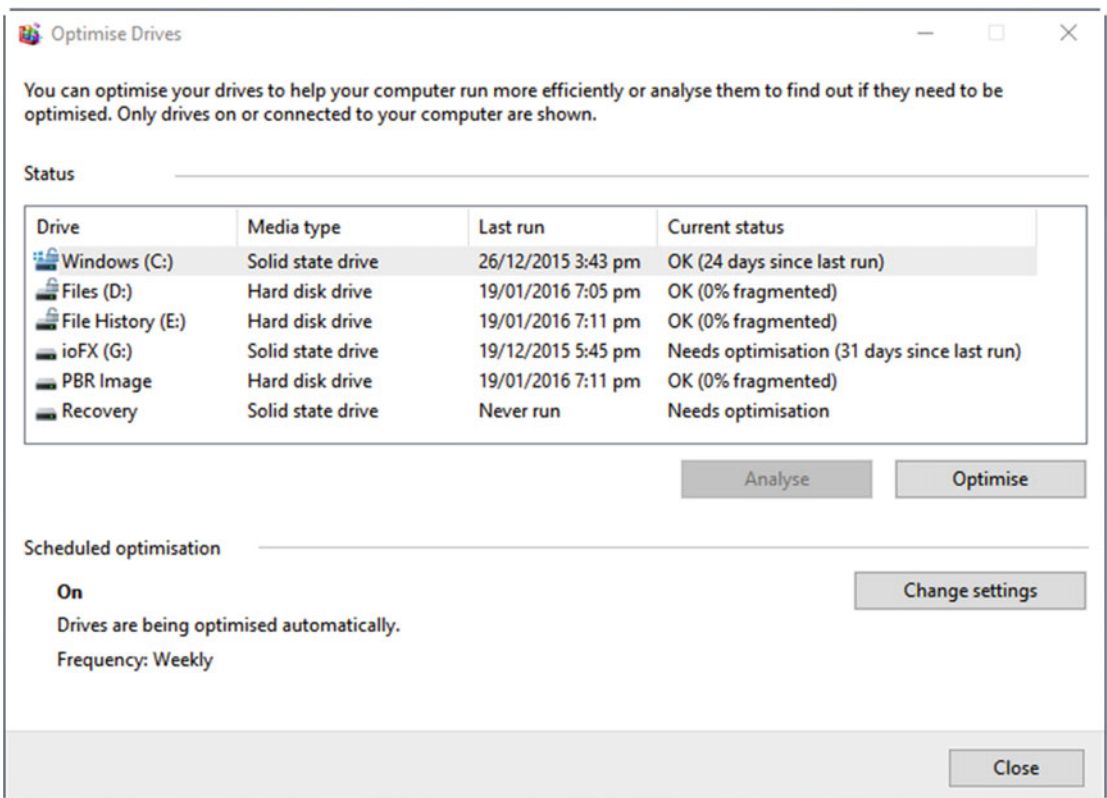 Optimise Drives
You can optimise your drives to help your computer run more efficiently or analyse them to find out if they need to be
optimised. Only drives on or connected to your computer are shown.
Status
Drive Media type Last run Current status
Windows (C:) Solid state drive 26/12/2015 3:43 pm OK (24 days since last run)
Files (D:) Hard disk drive 19/01/2016 7:05 pm OK (0% fragmented)
File History (E:) Hard disk drive 19/01/2016 7:11 pm OK (0% fragmented)
ioFX (G:) Solid state drive 19/12/2015 5:45 pm Needs optimisation (31 days since last run)
PBR Image Hard disk drive 19/01/2016 7:11 pm OK (0% fragmented)
Recovery Solid state drive Never run Needs optimisation
Analyse Optimise
Scheduled optimisation
On Change settings
Drives are being optimised automatically.
Frequency: Weekly
Close